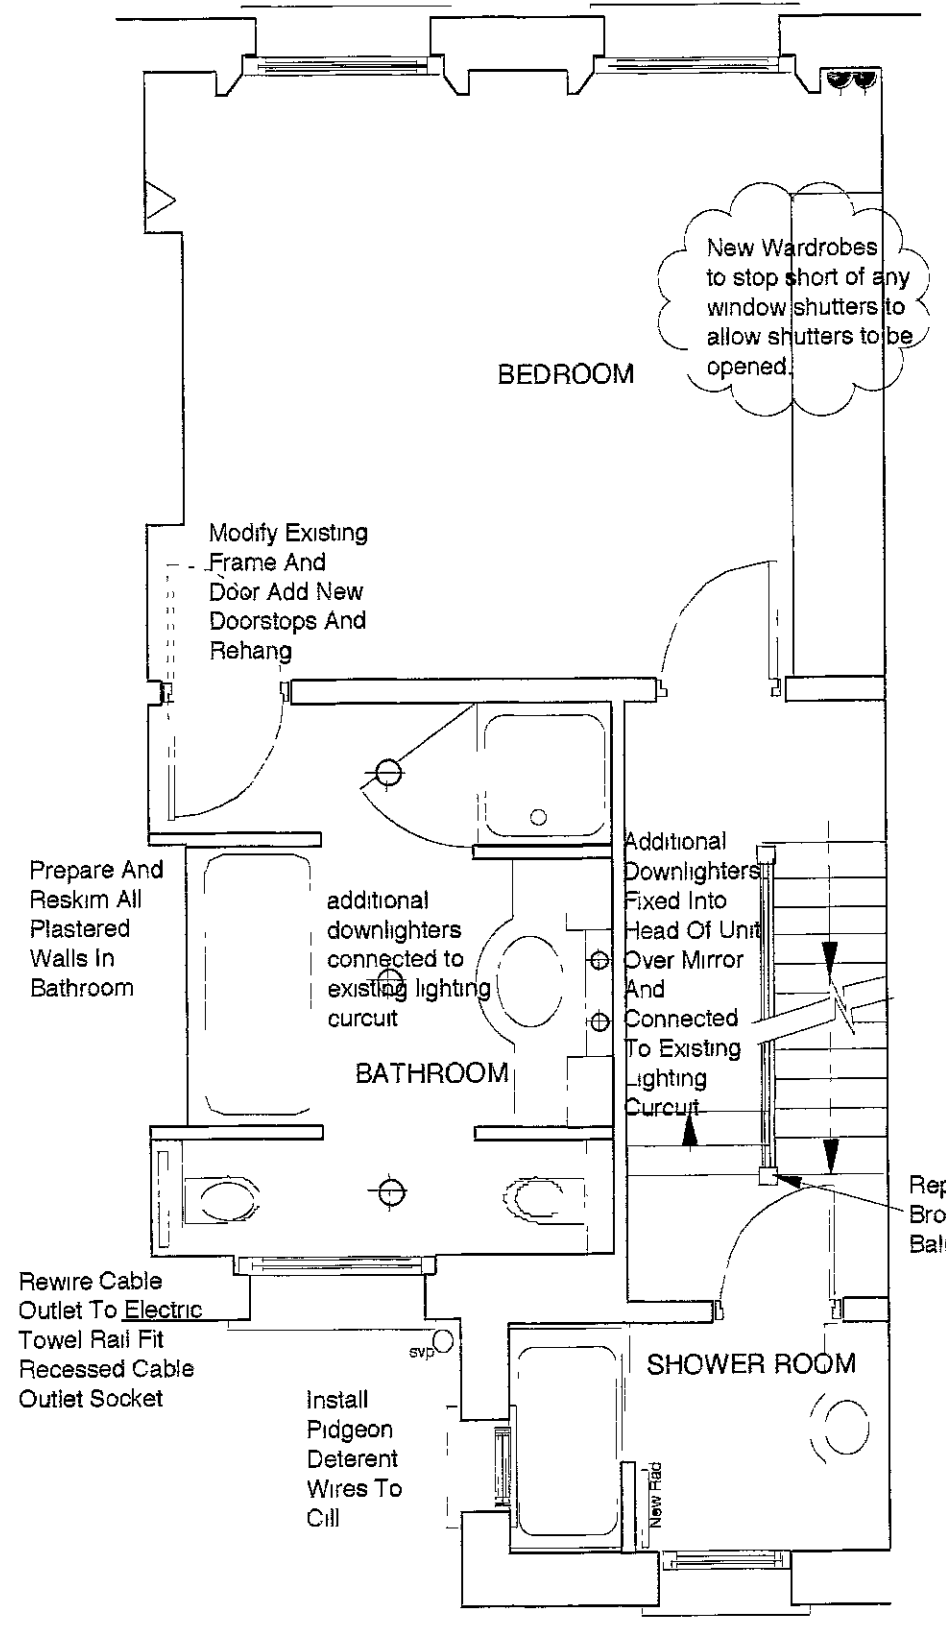 New Wardrobes
to stop short of any
window shutters to
allow shutters to be
opened.
BEDROOM
Modify Existing
Frame And
Door Add New
Doorstops And
Rehang
Prepare And
Reskim All
Plastered
Walls In
Bathroom
additional
downlighters
connected to
existing lighting
curcuit
BATHROOM
Additional
Downlighters
Fixed Into
Head Of Unit
Over Mirror
And
Connected
To Existing
Lighting
Curcuit
Rep
Bro
Bal
Rewire Cable
Outlet To Electric
Towel Rail Fit
Recessed Cable
Outlet Socket
svp
Install
Pidgeon
Deterent
Wires To
Cill
SHOWER ROOM
New Rad